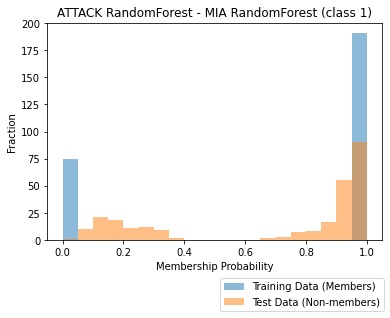 ATTACK RandomForest - MIA RandomForest (class 1)
200
175
150
125
100
75
50
25
0
Fraction
0.0 0.2 0.4 0.6 0.8 1.0
Membership Probability
Training Data (Members)
Test Data (Non-members)